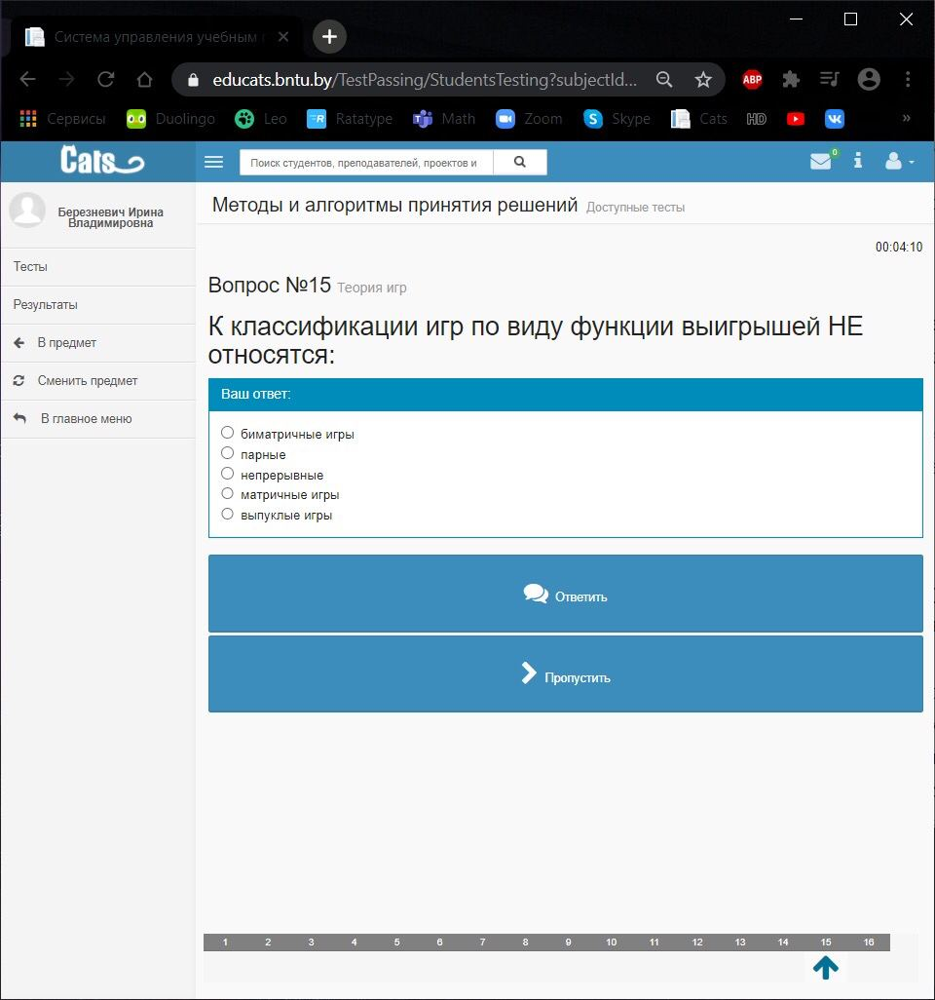 Система управления учебным п
educats.bntu.by/TestPassing/StudentsTesting?subjectId...
ABP
Сервисы Duolingo Leo Ratatype Math Zoom Skype Cats HD »
Cats
Поиск студентов, преподавателей, проектов и
0
Березневич Ирина
Владимировна
Тесты
Результаты
В предмет
Сменить предмет
В главное меню
Методы и алгоритмы принятия решений Доступные тесты
00:04:10
Вопрос №15 Теория игр
К классификации игр по виду функции выигрышей НЕ
относятся:
Ваш ответ:
биматричные игры
парные
непрерывные
матричные игры
выпуклые игры
Ответить
Пропустить
1 2 3 4 5 6 7 8 9 10 11 12 13 14 15 16